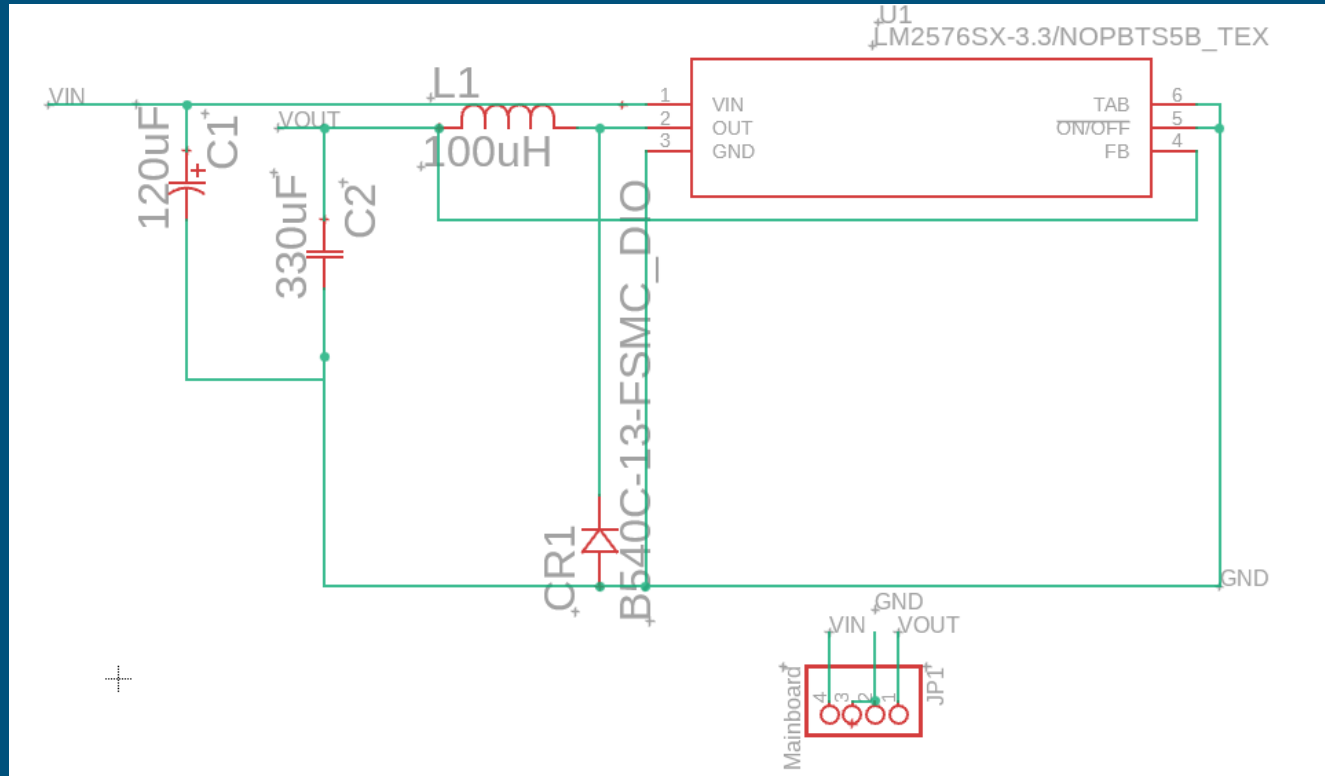 U1
LM2576SX-3.3/NOPBTS5B_TEX
VIN
L1
1
VIN
TAB
6
VOUT
2
OUT
ON/OFF
5
3
GND
FB
4
120uF
C1
100uH
330uF
C2
CR1
B540C-13-FSMC_DIO
GND
GND
VIN
VOUT
Mainboard
4
3
2
1
JP1